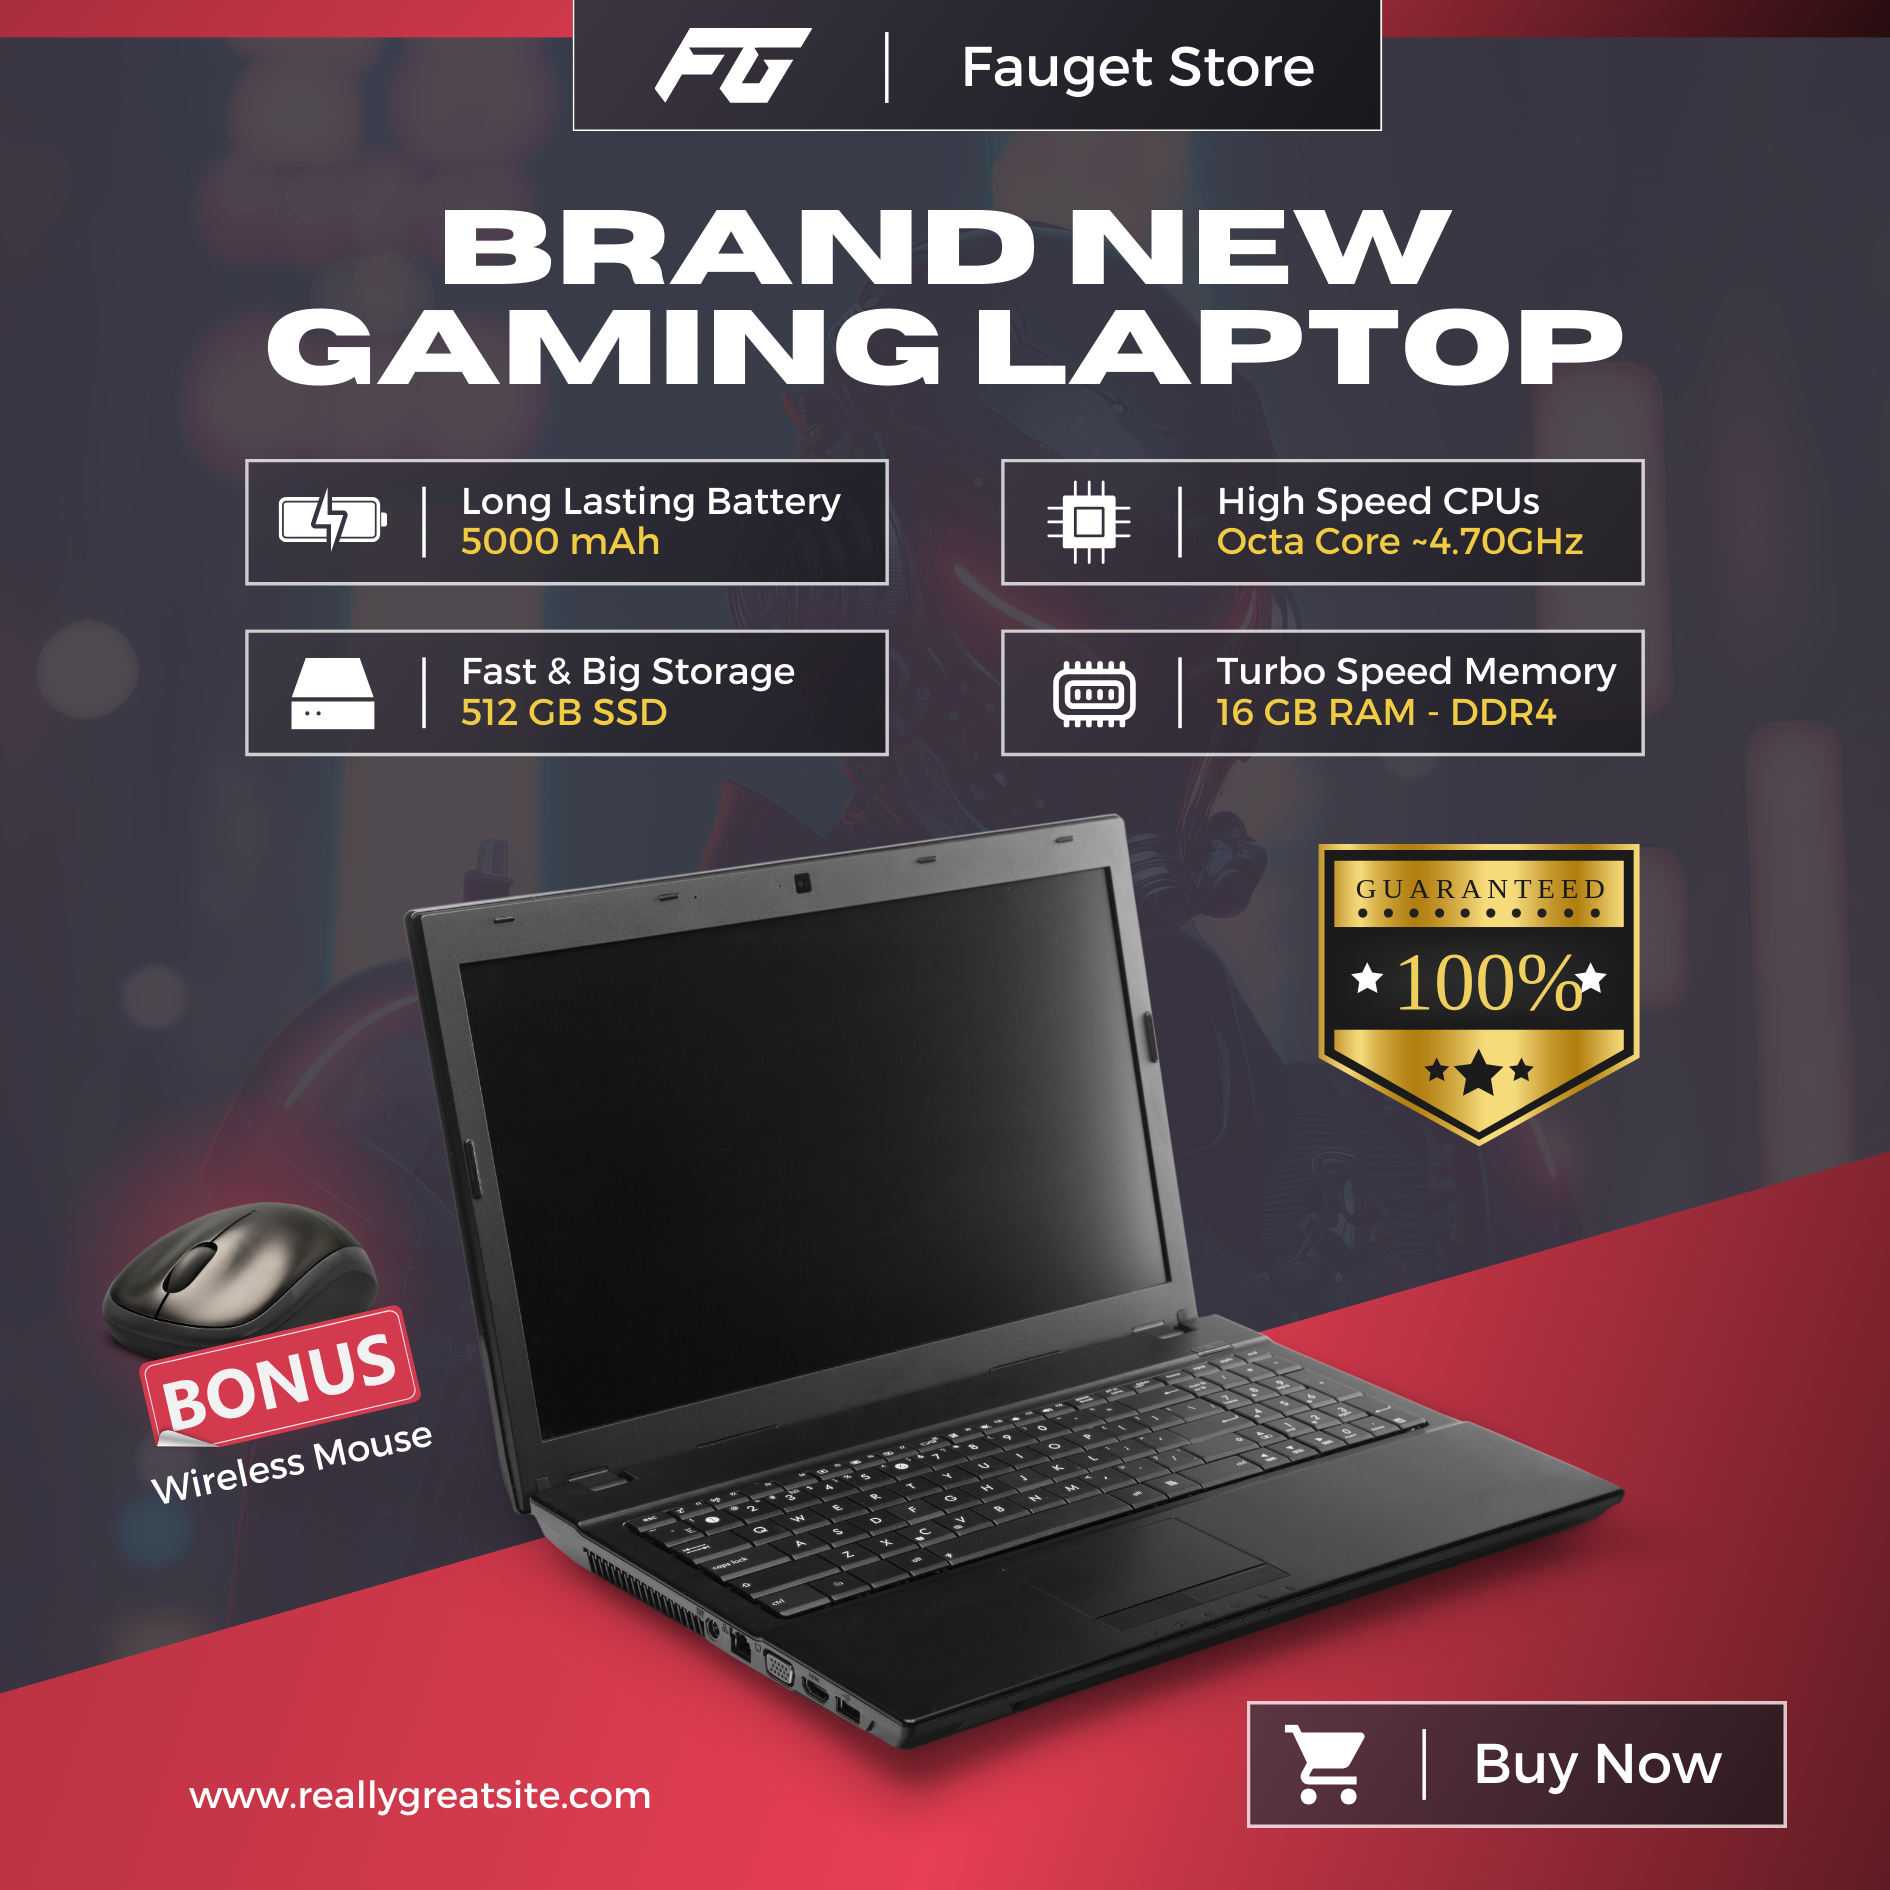 FG
Fauget Store
BRAND NEW
GAMING LAPTOP
Long Lasting Battery
5000 mAh
High Speed CPUs
Octa Core ~4.70GHz
Fast & Big Storage
512 GB SSD
Turbo Speed Memory
16 GB RAM - DDR4
GUARANTEED
100%
BONUS
Wireless Mouse
www.reallygreatsite.com
Buy Now